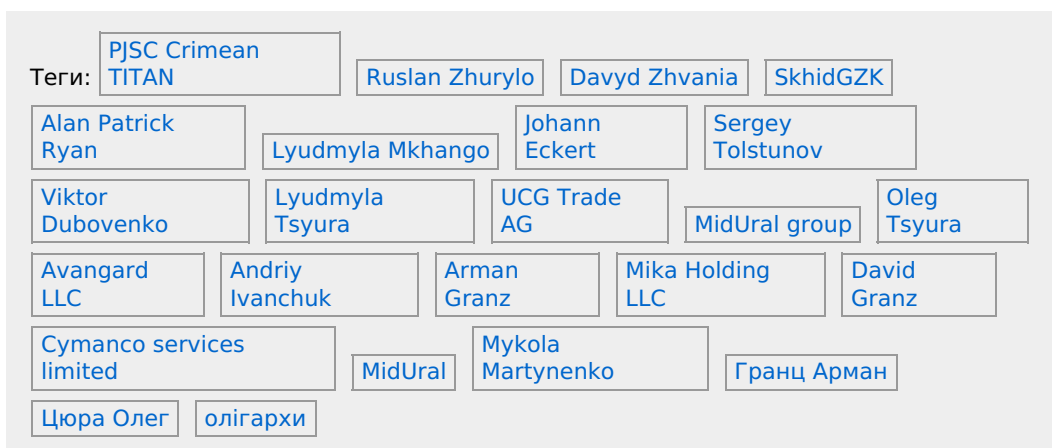 Теги: PJSC Crimean TITAN Ruslan Zhurylo Davyd Zhvania SkhidGZK
Alan Patrick Ryan Lyudmyla Mkhango Johann Eckert Sergey Tolstunov
Viktor Dubovenko Lyudmyla Tsyura UCG Trade AG MidUral group Oleg Tsyura
Avangard LLC Andriy Ivanchuk Arman Granz Mika Holding LLC David Granz
Cymanco services limited MidUral Mykola Martynenko Гранц Арман
Цюра Олег олігархи